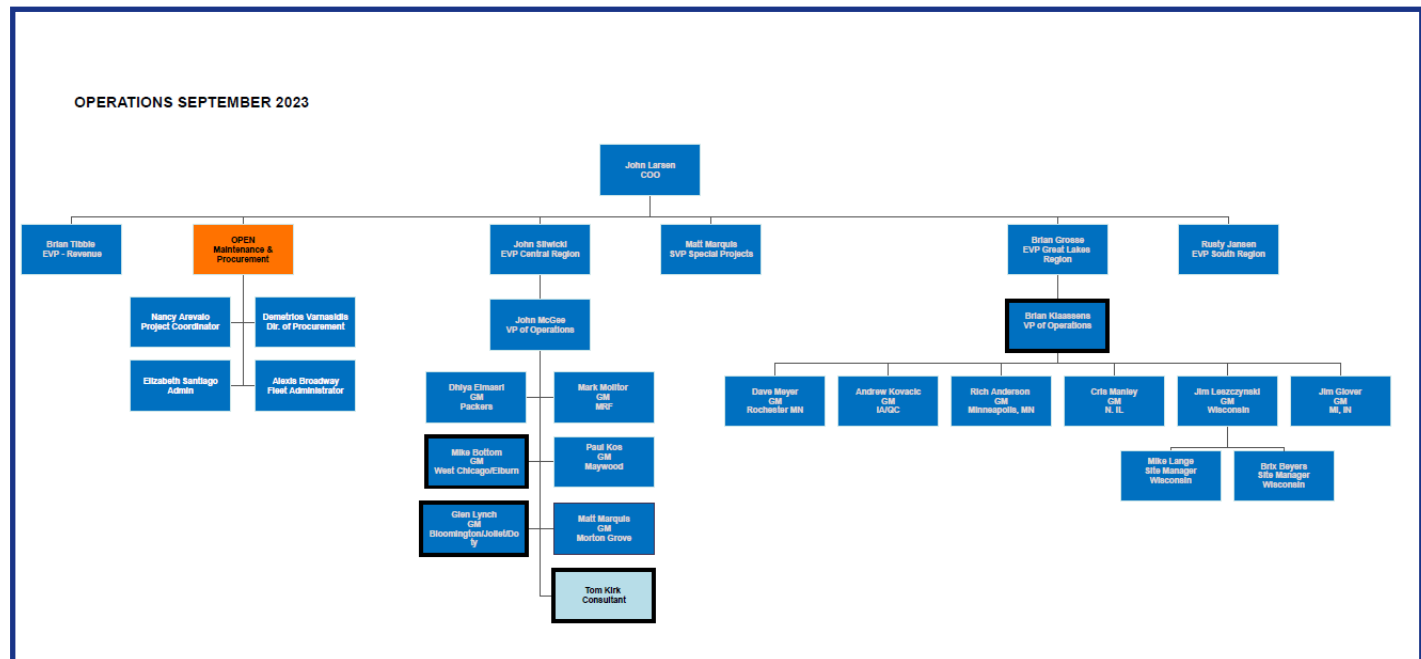 OPERATIONS SEPTEMBER 2023
John Larsen
COO
Brian Tibble
EVP - Revenue
OPEN
Maintenance &
Procurement
John Sliwicki
EVP Central Region
Matt Marquis
SVP Special Projects
Brian Grosse
EVP Great Lakes
Region
Rusty Jansen
EVP South Region
Nancy Arevalo
Project Coordinator
Demetrios Varnasidis
Dir. of Procurement
Elizabeth Santiago
Admin
Alexis Broadway
Fleet Administrator
John McGee
VP of Operations
Brian Klaassens
VP of Operations
Dhiya Elmasri
GM
Packers
Mark Molitor
GM
MRF
Mike Bottom
GM
West Chicago/Elburn
Paul Kos
GM
Maywood
Glen Lynch
GM
Bloomington/Joliet/Do
ty
Matt Marquis
GM
Morton Grove
Tom Kirk
Consultant
Dave Meyer
GM
Rochester MN
Andrew Kovacic
GM
IA/QC
Rich Anderson
GM
Minneapolis, MN
Cris Manley
GM
N. IL
Jim Leszczynski
GM
Wisconsin
Jim Glover
GM
MI, IN
Mike Lange
Site Manager
Wisconsin
Brix Beyers
Site Manager
Wisconsin